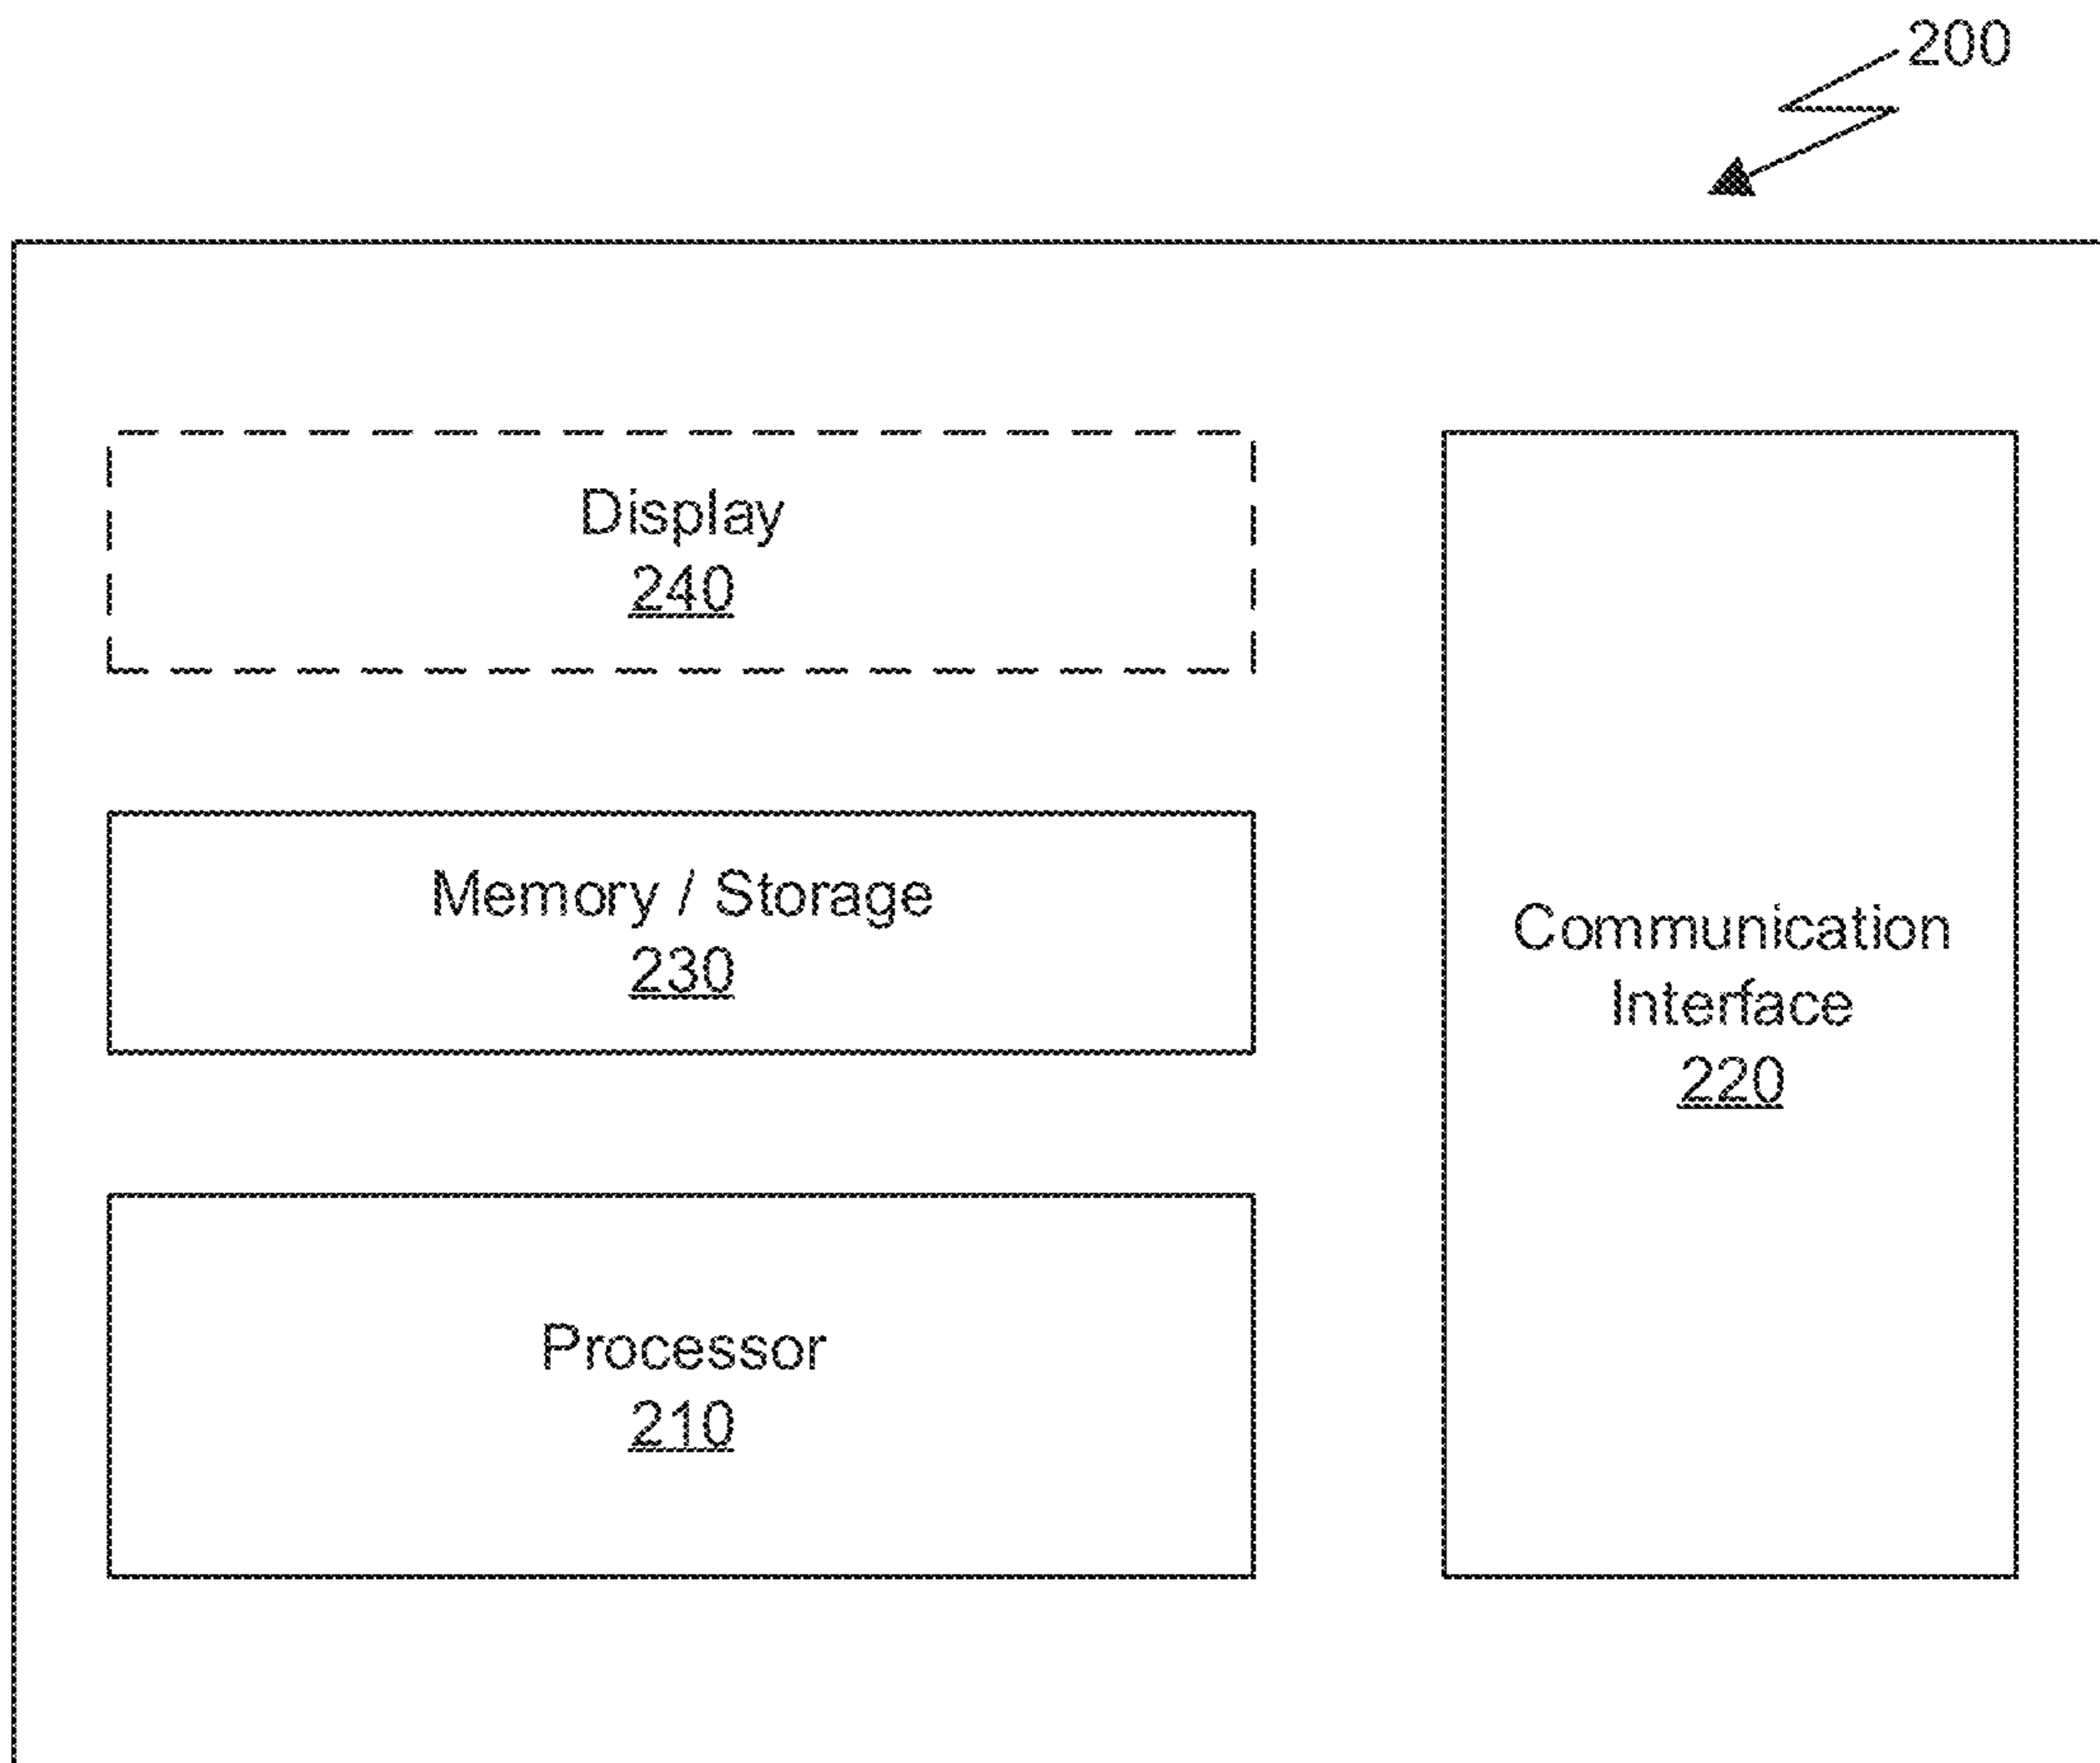 200
Display
240
Memory / Storage
230
Communication
Interface
220
Processor
210